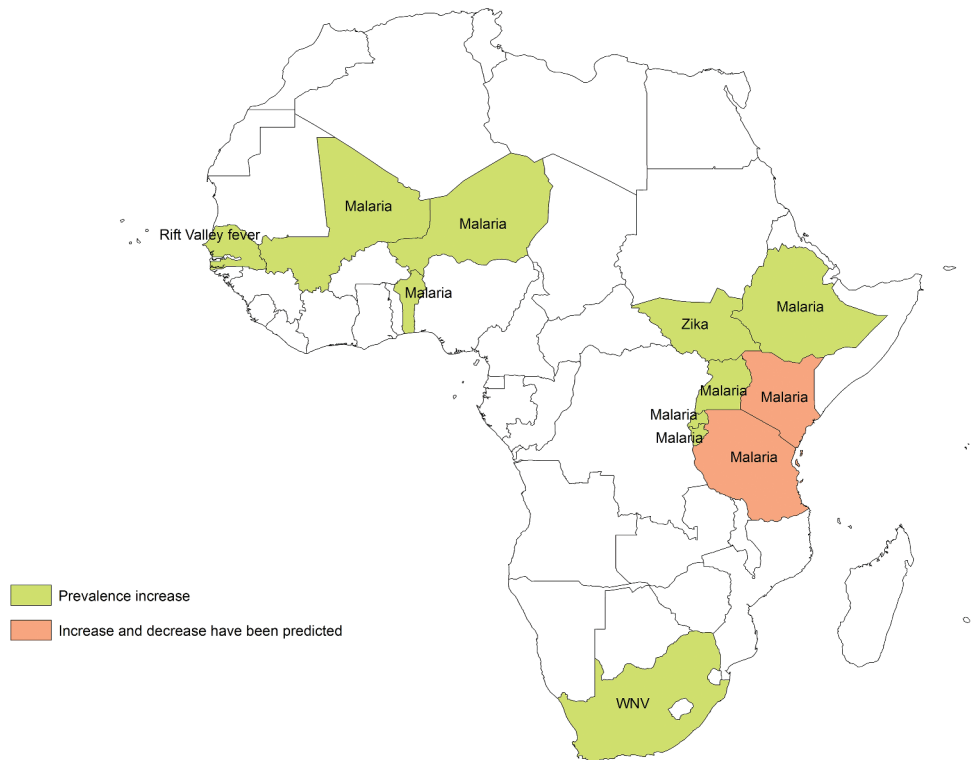 Malaria
Rift Valley fever
Malaria
Malaria
Malaria
Zika
Malaria
Malaria
Malaria
Malaria
Malaria
Prevalence increase
Increase and decrease have been predicted
WNV